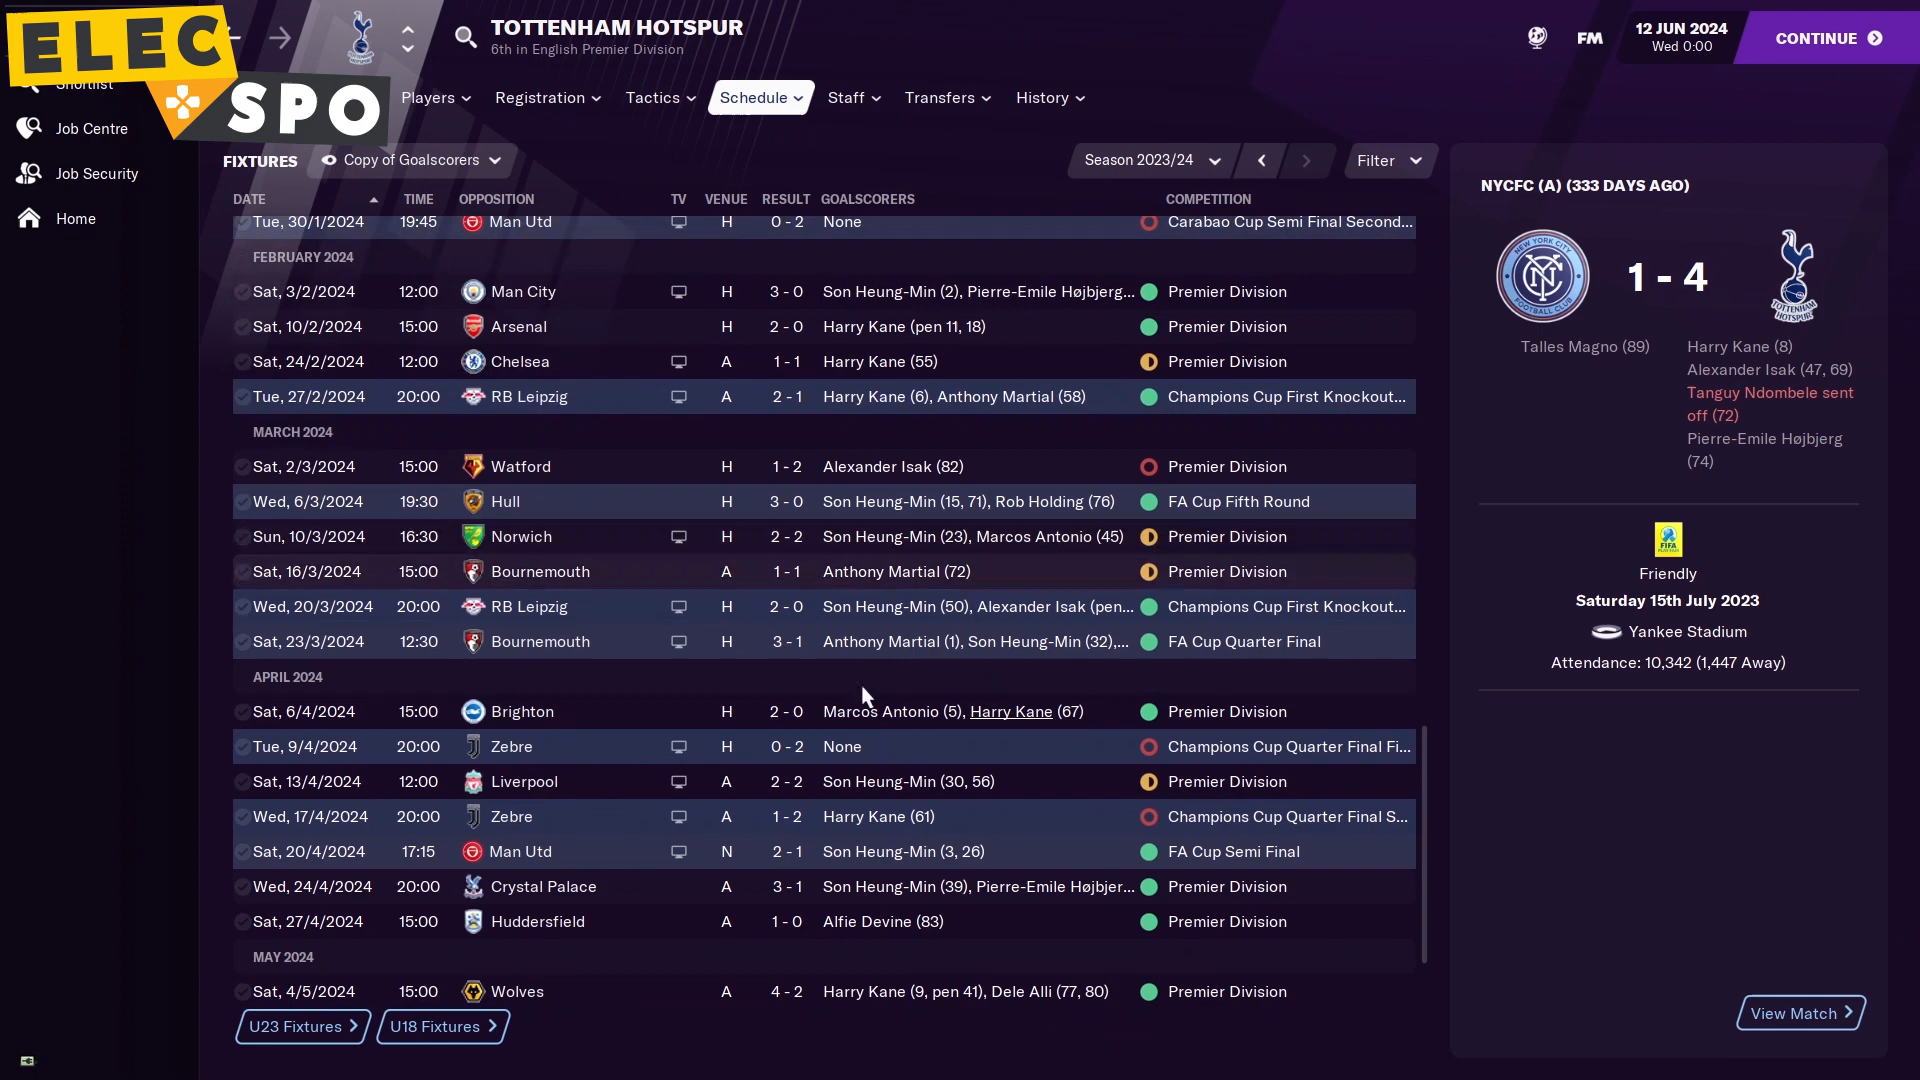 ELEC
SPO
TOTTENHAM HOTSPUR
6th in English Premier Division
FM
12 JUN 2024
Wed 0:00
CONTINUE
Shortlist
Job Centre
Job Security
Home
Players
Registration
Tactics
Schedule
Staff
Transfers
History
FIXTURES
Copy of Goalscorers
Season 2023/24
Filter
DATE TIME OPPOSITION TV VENUE RESULT GOALSCORERS COMPETITION
Tue, 30/1/2024 19:45 Man Utd H 0 - 2 None Carabao Cup Semi Final Second...
FEBRUARY 2024
Sat, 3/2/2024 12:00 Man City H 3 - 0 Son Heung-Min (2), Pierre-Emile Højbjerg... Premier Division
Sat, 10/2/2024 15:00 Arsenal H 2 - 0 Harry Kane (pen 11, 18) Premier Division
Sat, 24/2/2024 12:00 Chelsea A 1 - 1 Harry Kane (55) Premier Division
Tue, 27/2/2024 20:00 RB Leipzig A 2 - 1 Harry Kane (6), Anthony Martial (58) Champions Cup First Knockout...
MARCH 2024
Sat, 2/3/2024 15:00 Watford H 1 - 2 Alexander Isak (82) Premier Division
Wed, 6/3/2024 19:30 Hull H 3 - 0 Son Heung-Min (15, 71), Rob Holding (76) FA Cup Fifth Round
Sun, 10/3/2024 16:30 Norwich H 2 - 2 Son Heung-Min (23), Marcos Antonio (45) Premier Division
Sat, 16/3/2024 15:00 Bournemouth A 1 - 1 Anthony Martial (72) Premier Division
Wed, 20/3/2024 20:00 RB Leipzig H 2 - 0 Son Heung-Min (50), Alexander Isak (pen... Champions Cup First Knockout...
Sat, 23/3/2024 12:30 Bournemouth H 3 - 1 Anthony Martial (1), Son Heung-Min (32),... FA Cup Quarter Final
APRIL 2024
Sat, 6/4/2024 15:00 Brighton H 2 - 0 Marcos Antonio (5), Harry Kane (67) Premier Division
Tue, 9/4/2024 20:00 Zebre H 0 - 2 None Champions Cup Quarter Final Fi...
Sat, 13/4/2024 12:00 Liverpool A 2 - 2 Son Heung-Min (30, 56) Premier Division
Wed, 17/4/2024 20:00 Zebre A 1 - 2 Harry Kane (61) Champions Cup Quarter Final S...
Sat, 20/4/2024 17:15 Man Utd N 2 - 1 Son Heung-Min (3, 26) FA Cup Semi Final
Wed, 24/4/2024 20:00 Crystal Palace A 3 - 1 Son Heung-Min (39), Pierre-Emile Højbjer... Premier Division
Sat, 27/4/2024 15:00 Huddersfield A 1 - 0 Alfie Devine (83) Premier Division
MAY 2024
Sat, 4/5/2024 15:00 Wolves A 4 - 2 Harry Kane (9, pen 41), Dele Alli (77, 80) Premier Division
U23 Fixtures
U18 Fixtures
NYCFC (A) (333 DAYS AGO)
NEW YORK CITY
FOOTBALL CLUB
1 - 4
TOTTENHAM
HOTSPUR
Talles Magno (89)
Harry Kane (8)
Alexander Isak (47, 69)
Tanguy Ndombele sent
off (72)
Pierre-Emile Højbjerg
(74)
FIFA
Friendly
Saturday 15th July 2023
Yankee Stadium
Attendance: 10,342 (1,447 Away)
View Match